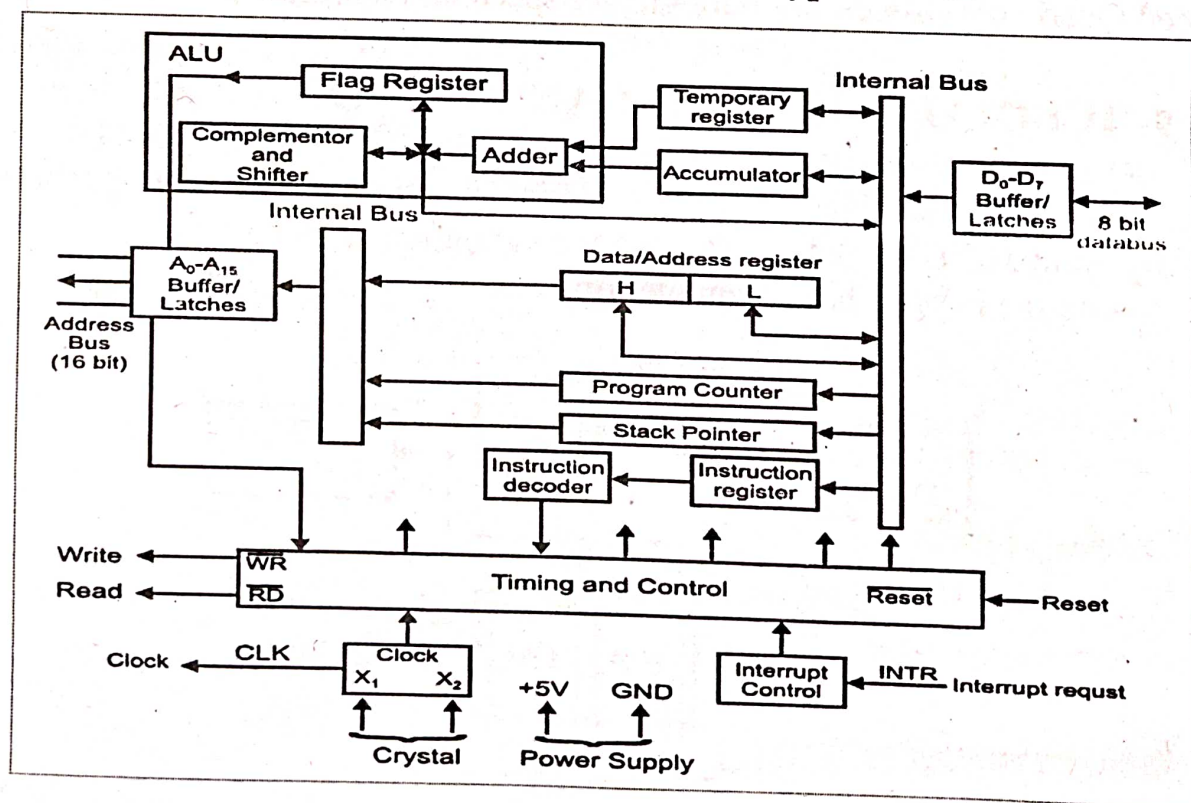 ALU
Flag Register
Complementor
and
Shifter
Adder
Temporary
register
Accumulator
Internal Bus
D₀-D₇
Buffer/
Latches
8 bit
databus
Internal Bus
A₀-A₁₅
Buffer/
Latches
Address
Bus
(16 bit)
Data/Address register
H
L
Program Counter
Stack Pointer
Instruction
decoder
Instruction
register
Write
W̅R̅
Read
R̅D̅
Timing and Control
R̅e̅s̅e̅t̅
Reset
Clock
CLK
Clock
X₁
X₂
Crystal
+5V
GND
Power Supply
Interrupt
Control
INTR
Interrupt requst